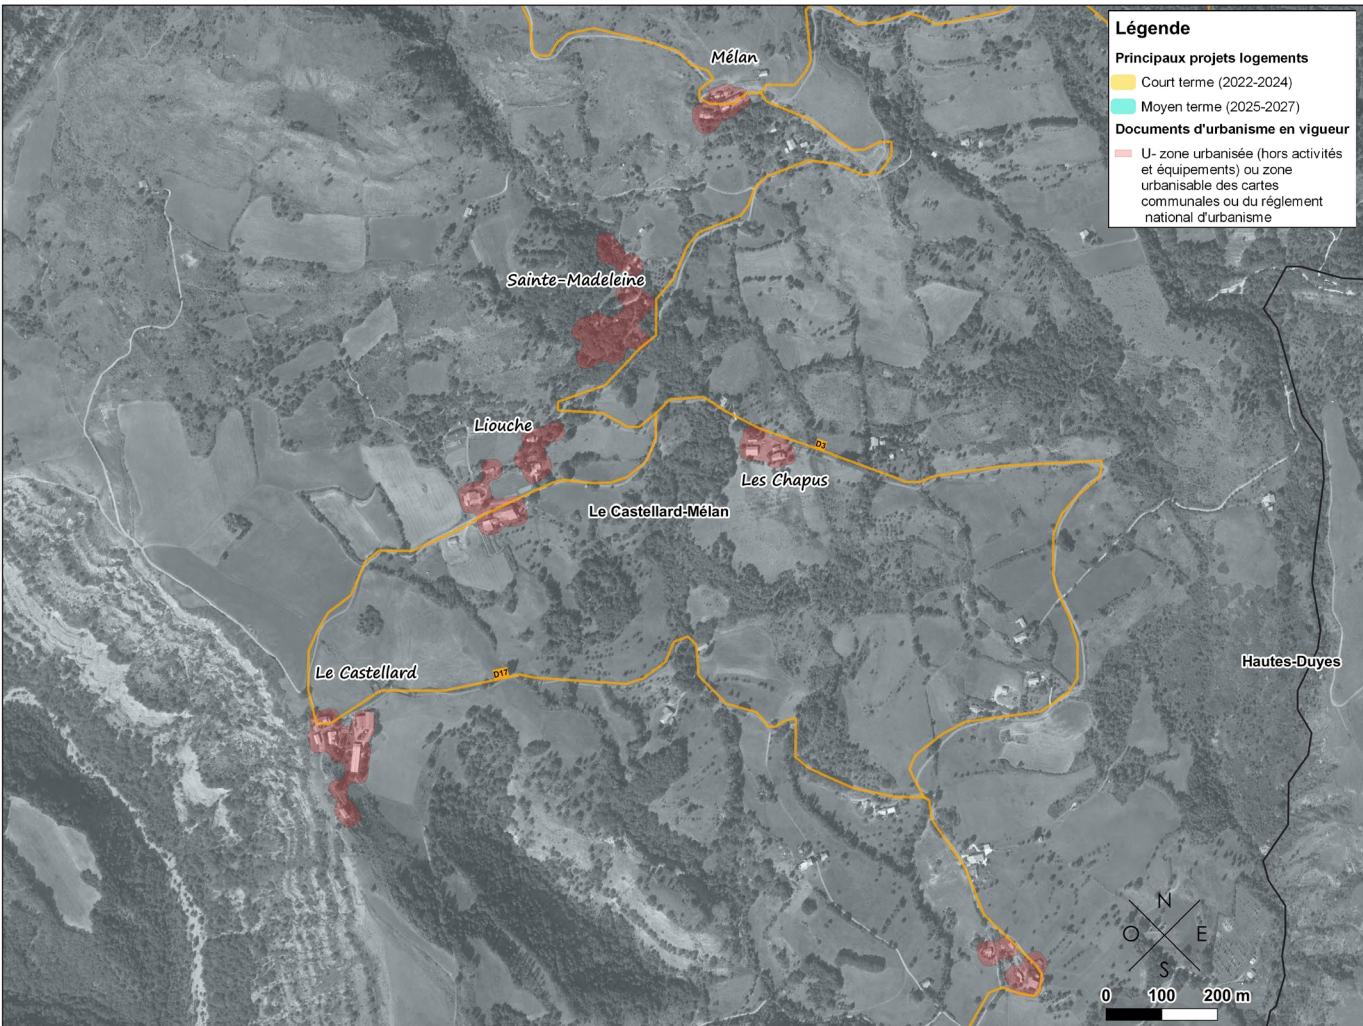 Légende
Principaux projets logements
Court terme (2022-2024)
Moyen terme (2025-2027)
Documents d'urbanisme en vigueur
U- zone urbanisée (hors activités
et équipements) ou zone
urbanisable des cartes
communales ou du réglement
national d'urbanisme
Mélan
Sainte-Madeleine
Liouche
D3
Les Chapus
Le Castellard-Mélan
Hautes-Duyes
Le Castellard
D17
N
O
E
S
0 100 200 m